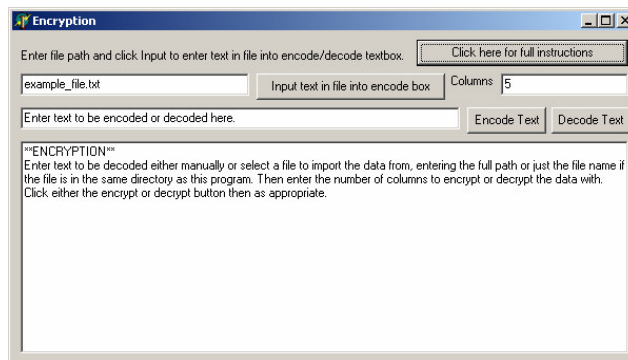 Encryption
Enter file path and click Input to enter text in file into encode/decode textbox.
Click here for full instructions
example_file.txt
Input text in file into encode box
Columns
5
Enter text to be encoded or decoded here.
Encode Text
Decode Text
**ENCRYPTION**
Enter text to be decoded either manually or select a file to import the data from, entering the full path or just the file name if
the file is in the same directory as this program. Then enter the number of columns to encrypt or decrypt the data with.
Click either the encrypt or decrypt button then as appropriate.